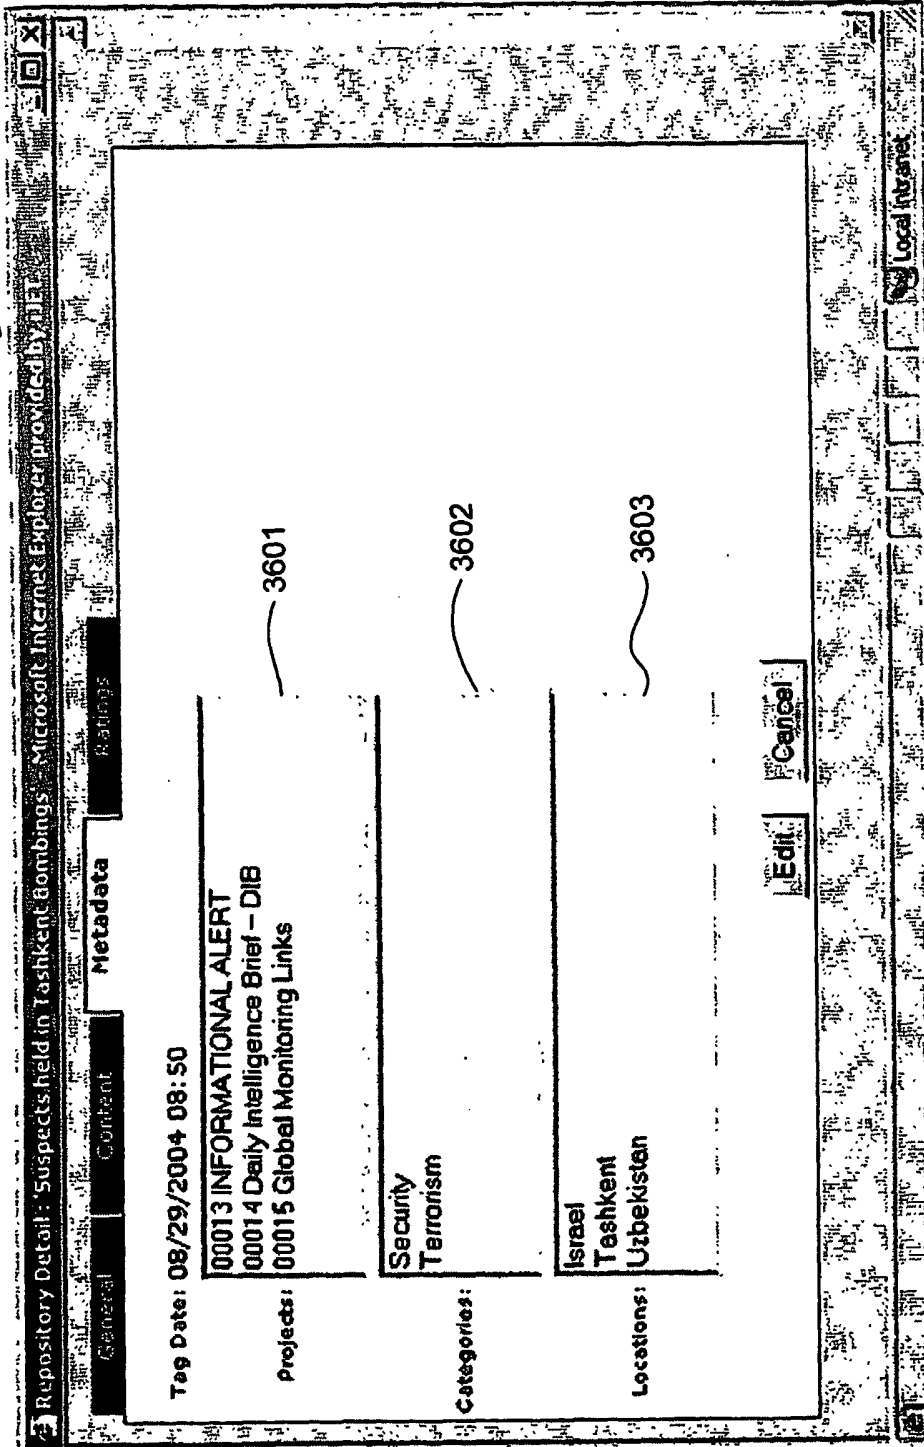 Repository Detail : 'Suspects held in Tashkent Bombings' - Microsoft Internet Explorer provided by
General Content Metadata Ratings
Tag Date: 08/29/2004 08:50
Projects:
00013 INFORMATIONAL ALERT
00014 Daily Intelligence Brief – DIB
00015 Global Monitoring Links
3601
Categories:
Security
Terrorism
3602
Locations:
Israel
Tashkent
Uzbekistan
3603
Edit Cancel
Local intranet